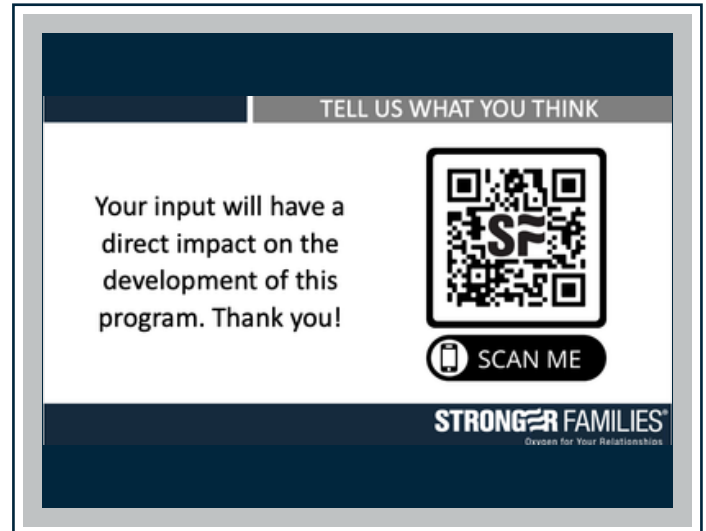 TELL US WHAT YOU THINK
Your input will have a
direct impact on the
development of this
program. Thank you!
SF
SCAN ME
STRONGER FAMILIES®
Oxygen for Your Relationships